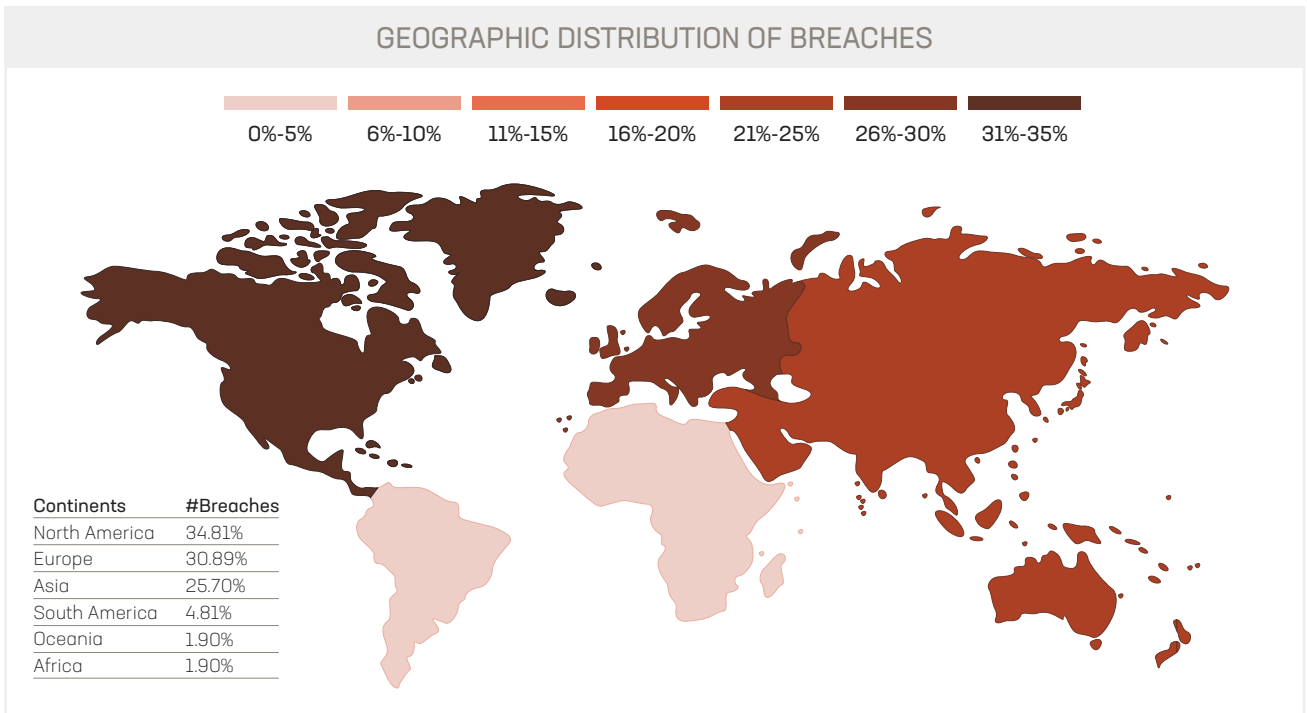 GEOGRAPHIC DISTRIBUTION OF BREACHES
0%-5% 6%-10% 11%-15% 16%-20% 21%-25% 26%-30% 31%-35%
Continents #Breaches
North America 34.81%
Europe 30.89%
Asia 25.70%
South America 4.81%
Oceania 1.90%
Africa 1.90%